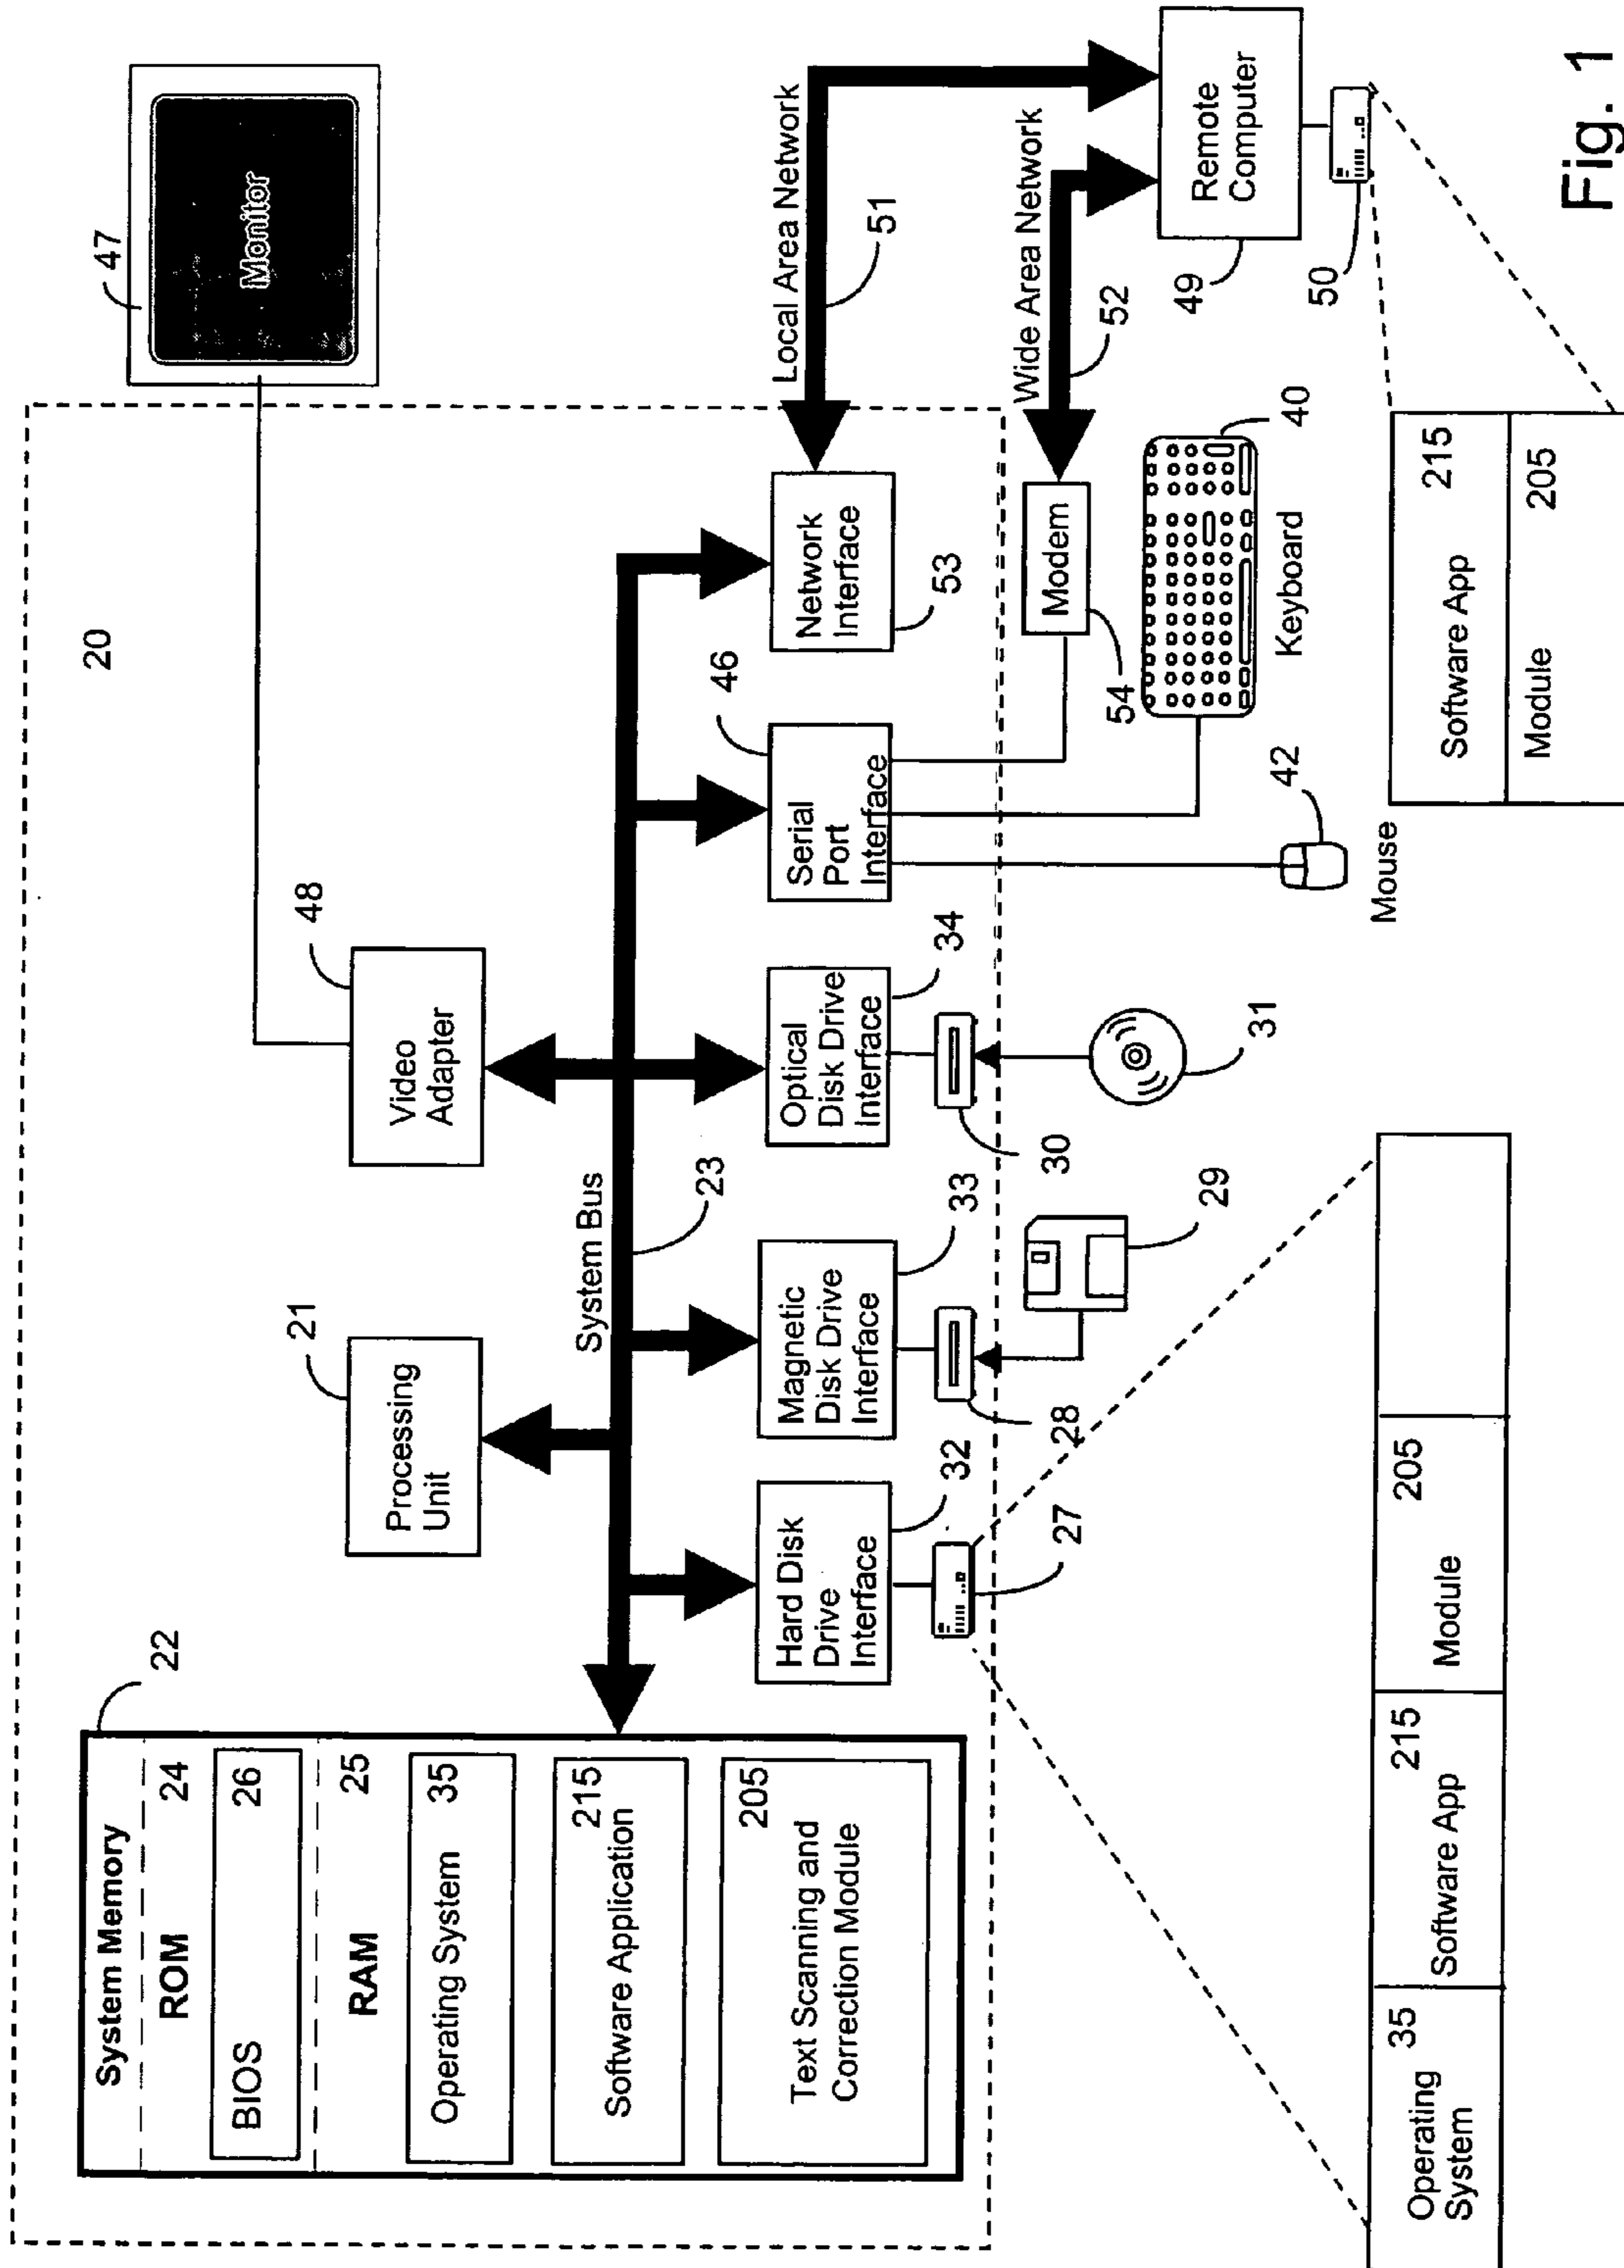 20
System Memory
22
ROM
24
BIOS
26
RAM
25
Operating System
35
Software Application
215
Text Scanning and
Correction Module
205
Processing
Unit
21
Video
Adapter
48
Monitor
47
System Bus
23
Hard Disk
Drive
Interface
32
Magnetic
Disk Drive
Interface
33
Optical
Disk Drive
Interface
34
Serial
Port
Interface
46
Network
Interface
53
Local Area Network
51
27
28
30
29
31
Modem
54
Wide Area Network
52
Keyboard
40
Mouse
42
Remote
Computer
49
50
Operating
System
35
Software App
215
Module
205
Software App
215
Module
205
Fig. 1